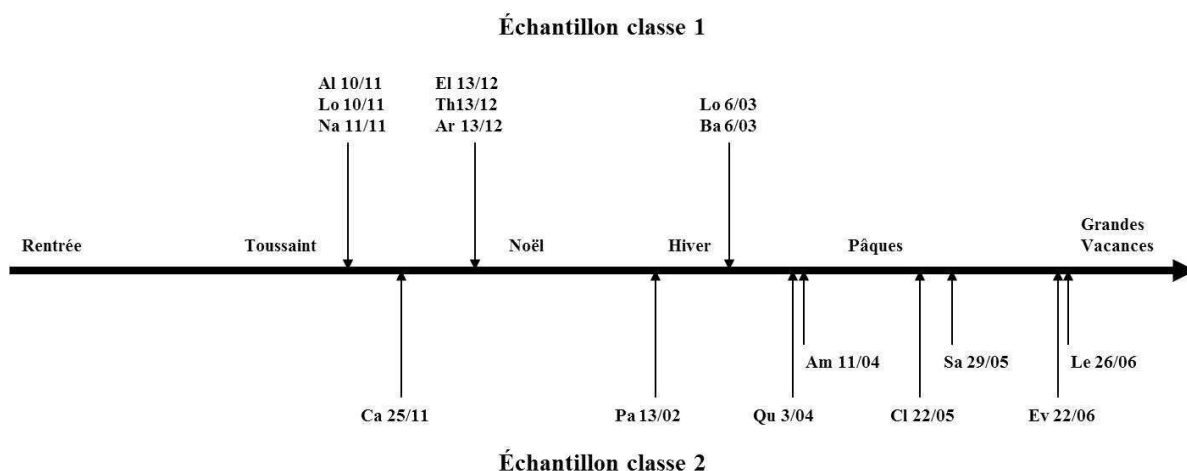 Échantillon classe 1
Al 10/11
Lo 10/11
Na 11/11
El 13/12
Th13/12
Ar 13/12
Lo 6/03
Ba 6/03
Rentrée
Toussaint
Noël
Hiver
Pâques
Grandes
Vacances
Am 11/04
Sa 29/05
Le 26/06
Ca 25/11
Pa 13/02
Qu 3/04
Cl 22/05
Ev 22/06
Échantillon classe 2